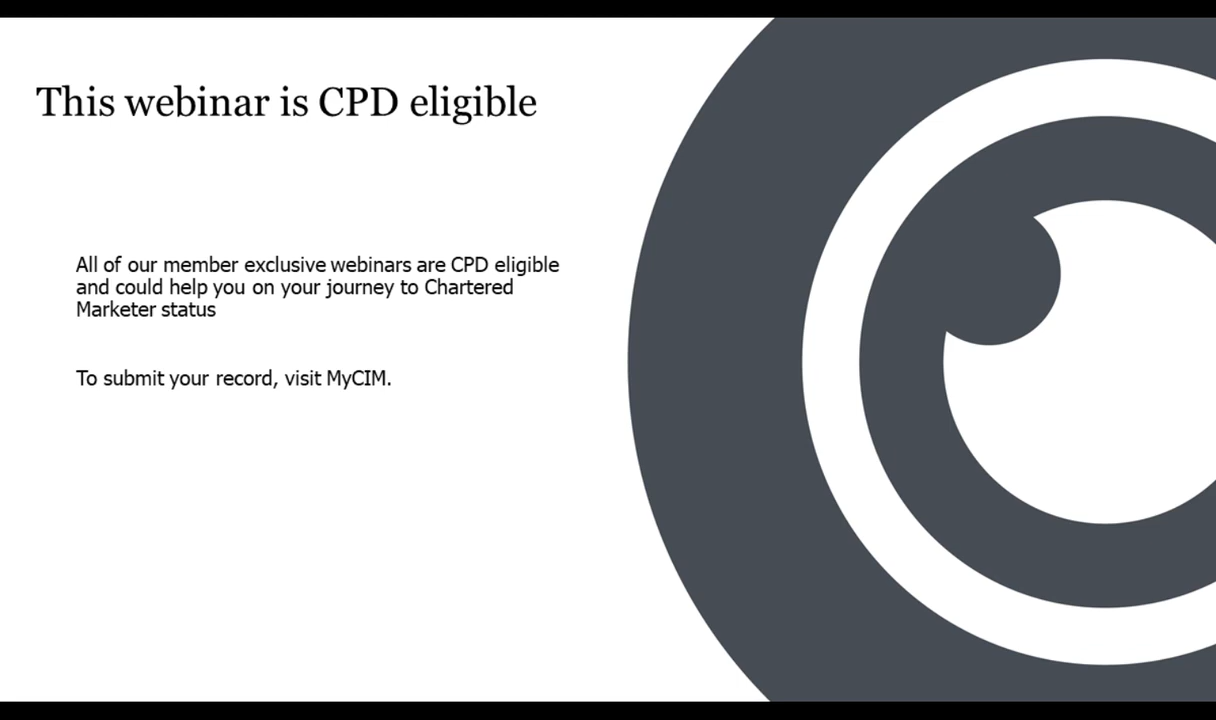 This webinar is CPD eligible
All of our member exclusive webinars are CPD eligible
and could help you on your journey to Chartered
Marketer status
To submit your record, visit MyCIM.